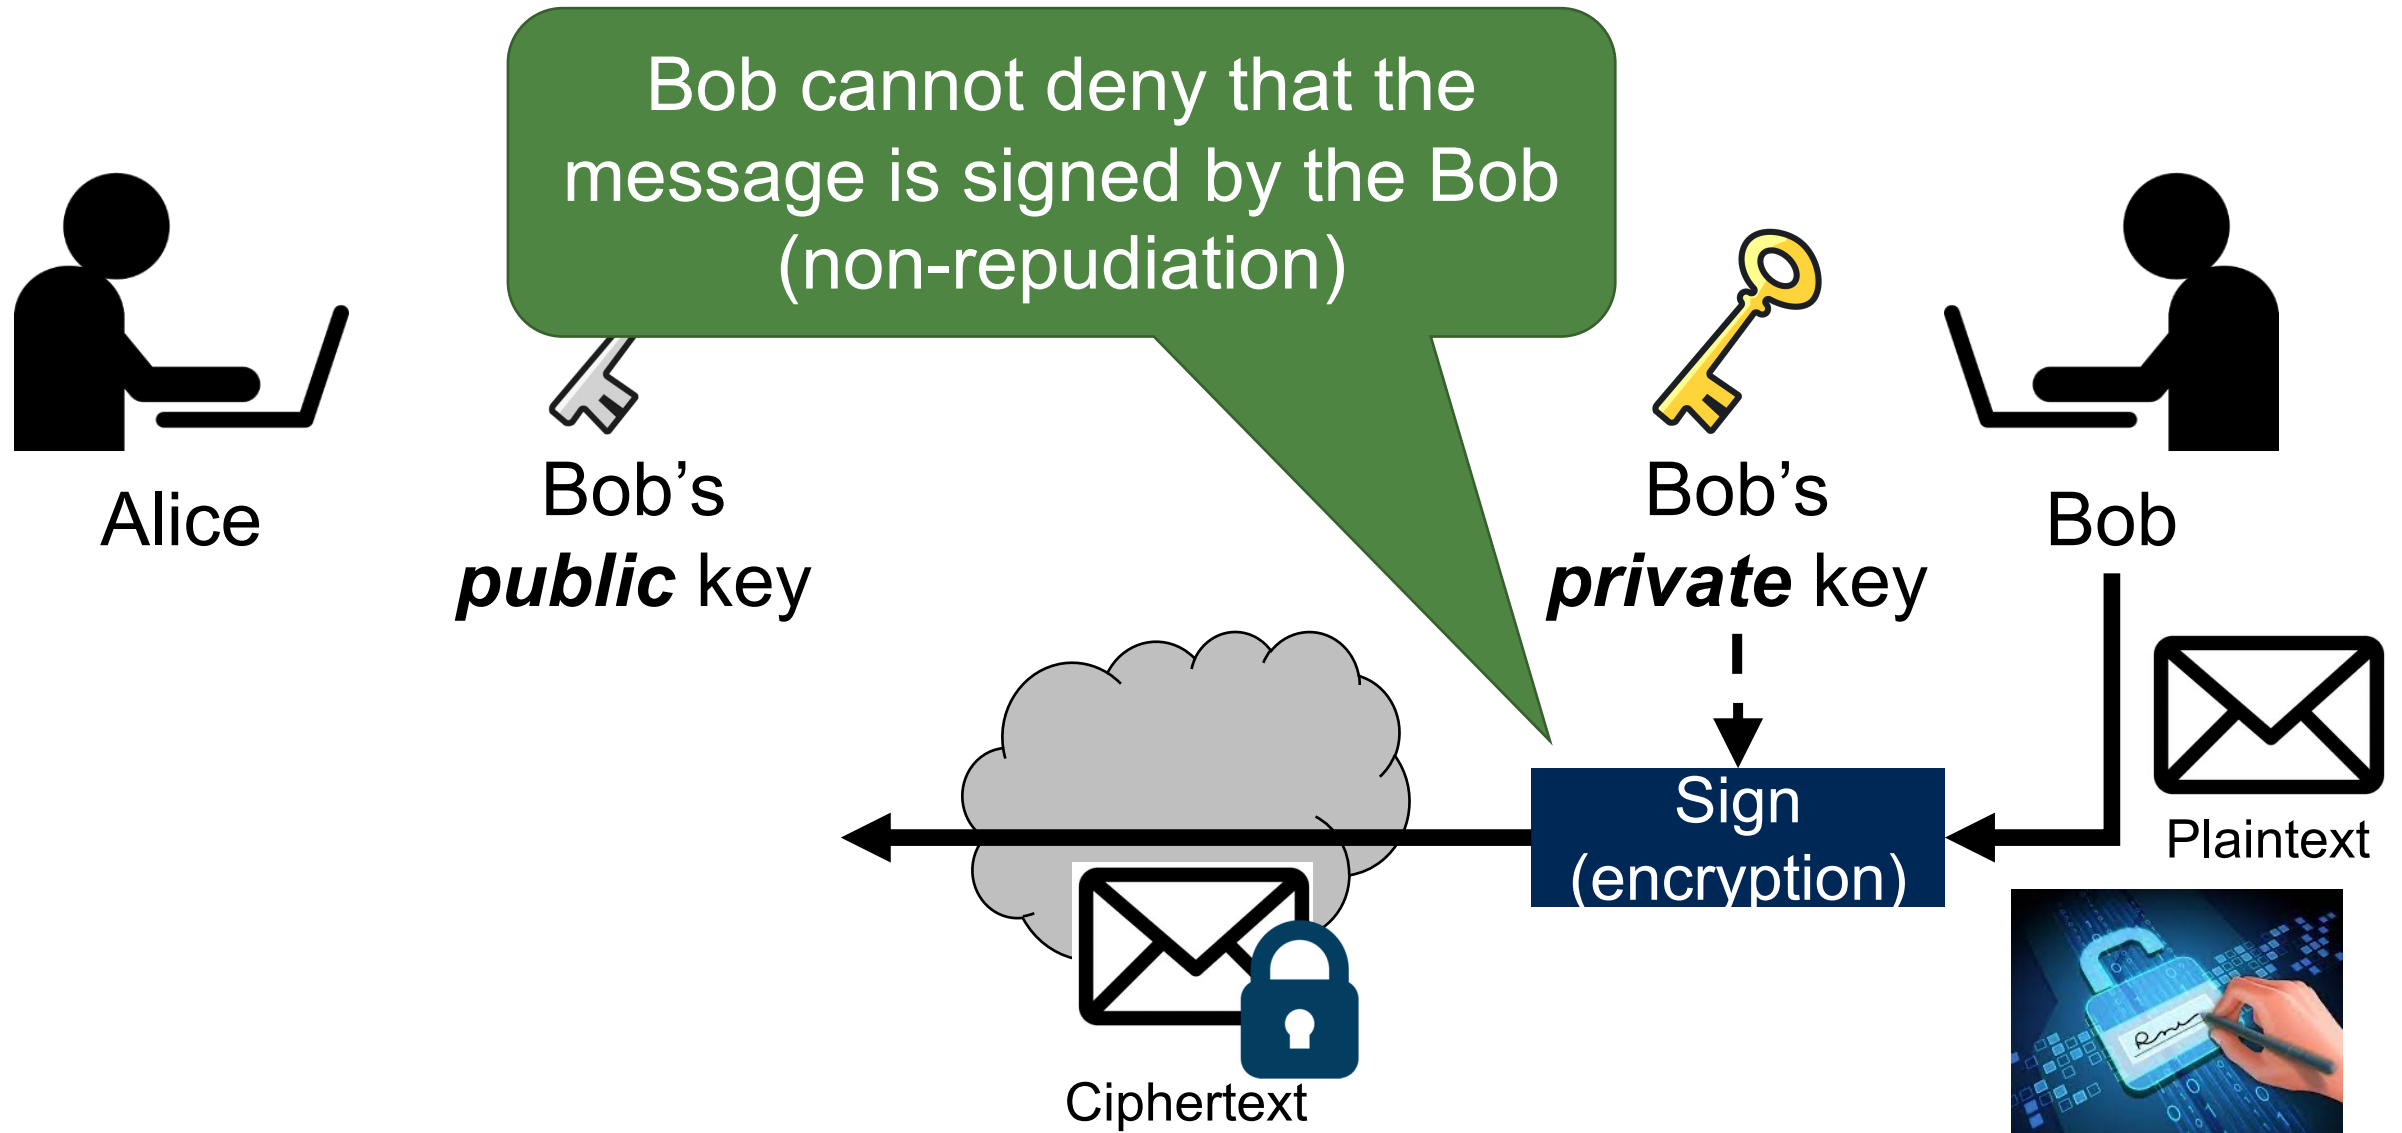 Bob cannot deny that the
message is signed by the Bob
(non-repudiation)
Alice
Bob’s
public key
Bob’s
private key
Bob
Sign
(encryption)
Plaintext
Ciphertext